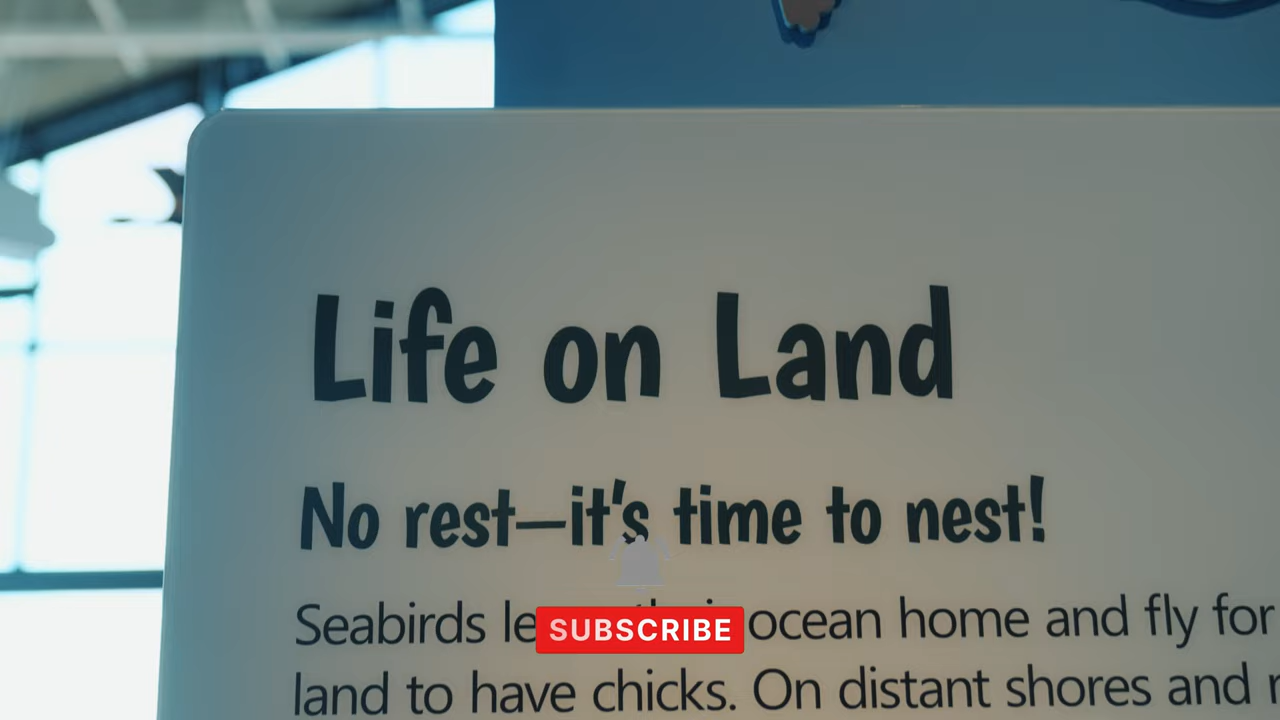 Life on Land
No rest—it's time to nest!
Seabirds ocean home and fly for
SUBSCRIBE
land to have chicks. On distant shores and